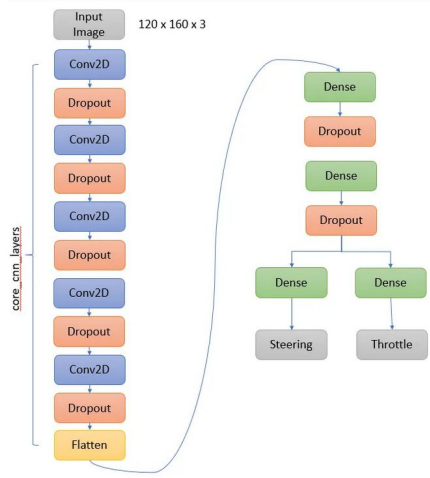 Input
Image
120 x 160 x 3
Conv2D
Dropout
Conv2D
Dropout
Conv2D
Dropout
Conv2D
Dropout
Conv2D
Dropout
Flatten
core_cnn_layers
Dense
Dropout
Dense
Dropout
Dense
Dense
Steering
Throttle